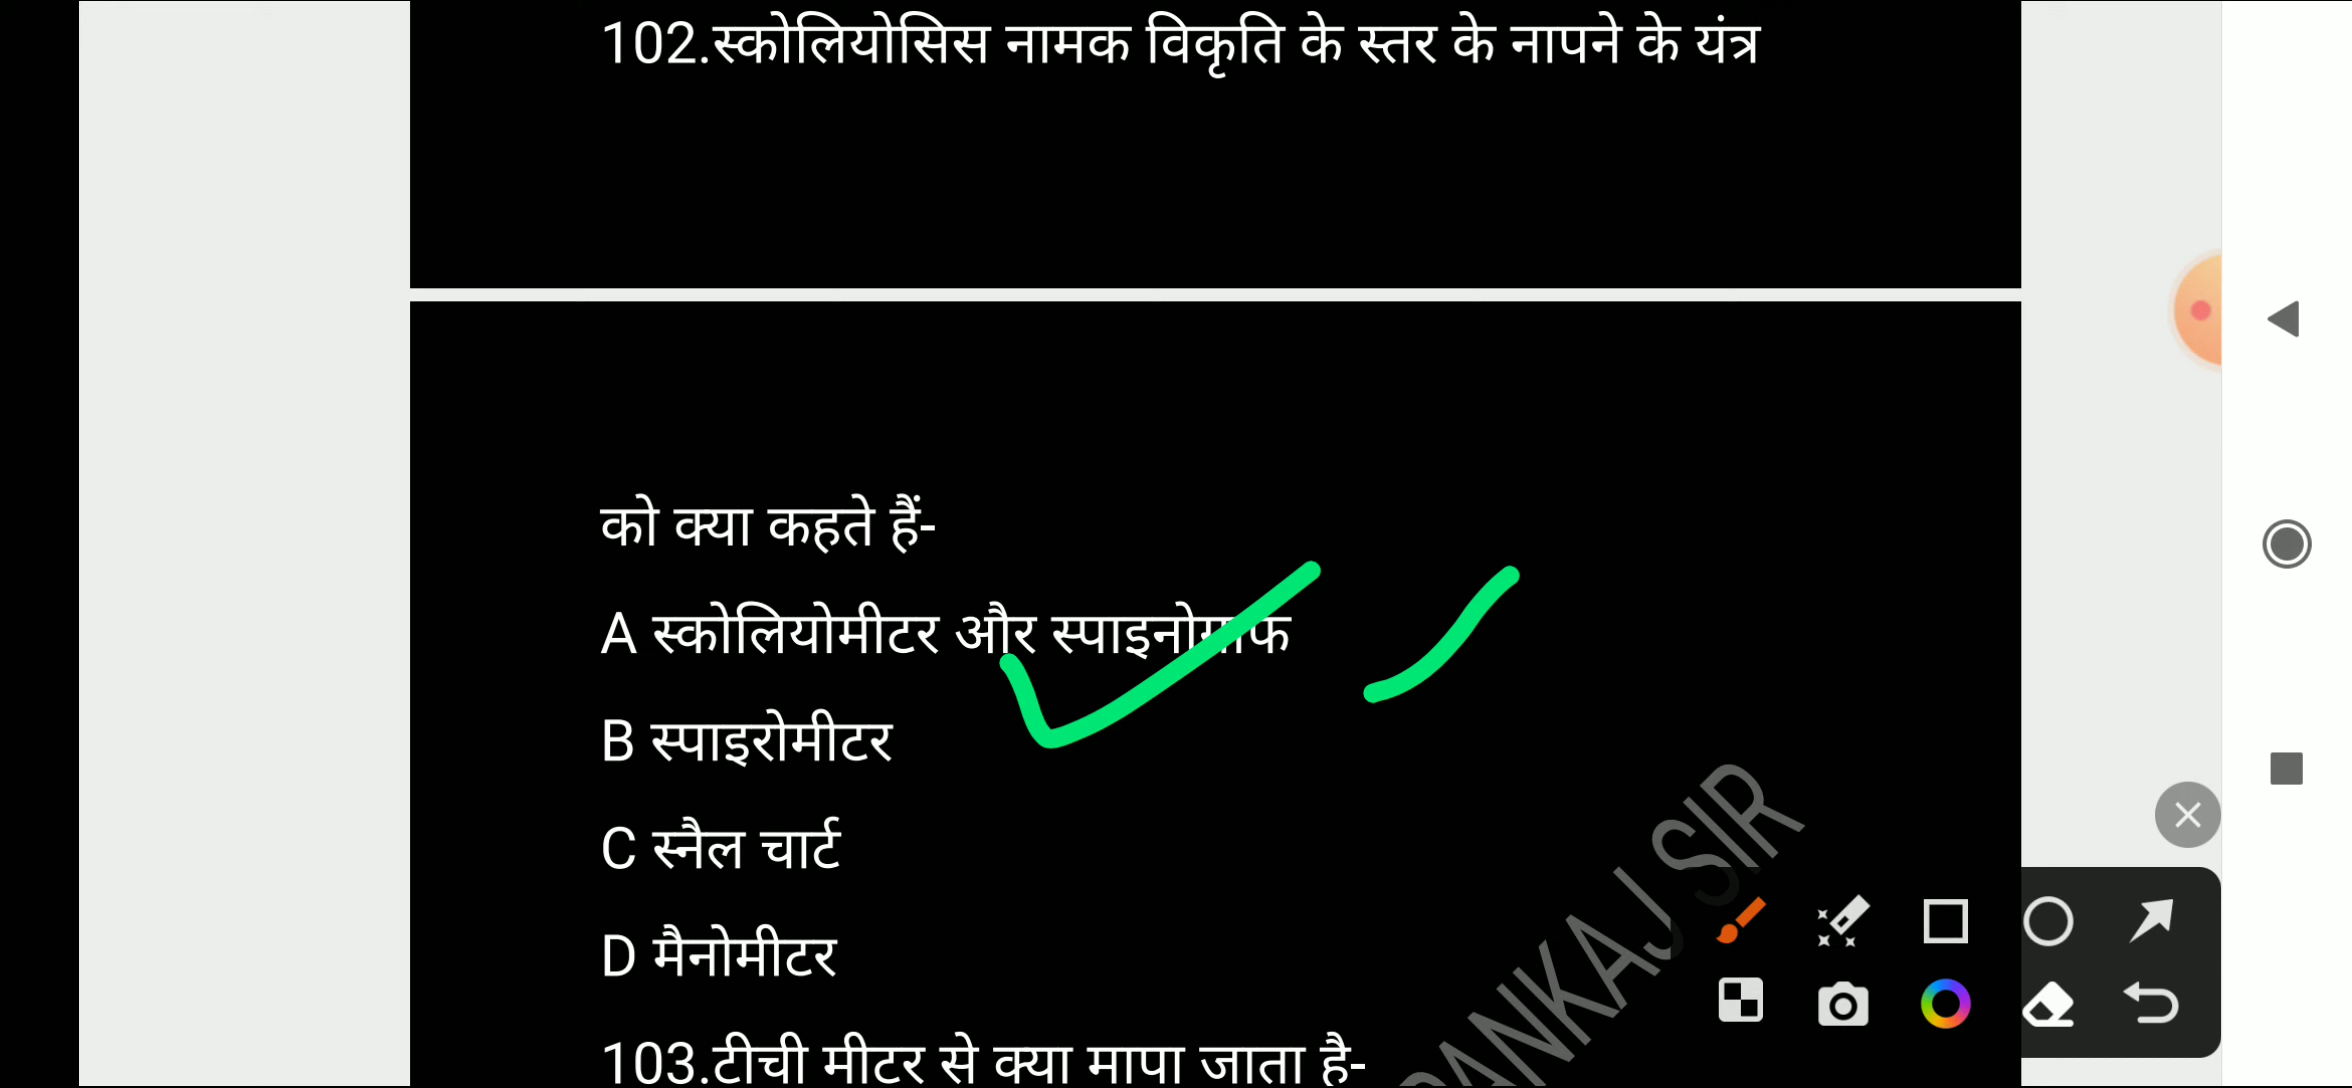 102.स्कोलियोसिस नामक विकृति के स्तर के नापने के यंत्र
को क्या कहते हैं-
A स्कोलियोमीटर और स्पाइनोग्राफ
B स्पाइरोमीटर
C स्नैल चार्ट
D मैनोमीटर
PANKAJ SIR
103.टीची मीटर से क्या मापा जाता है-